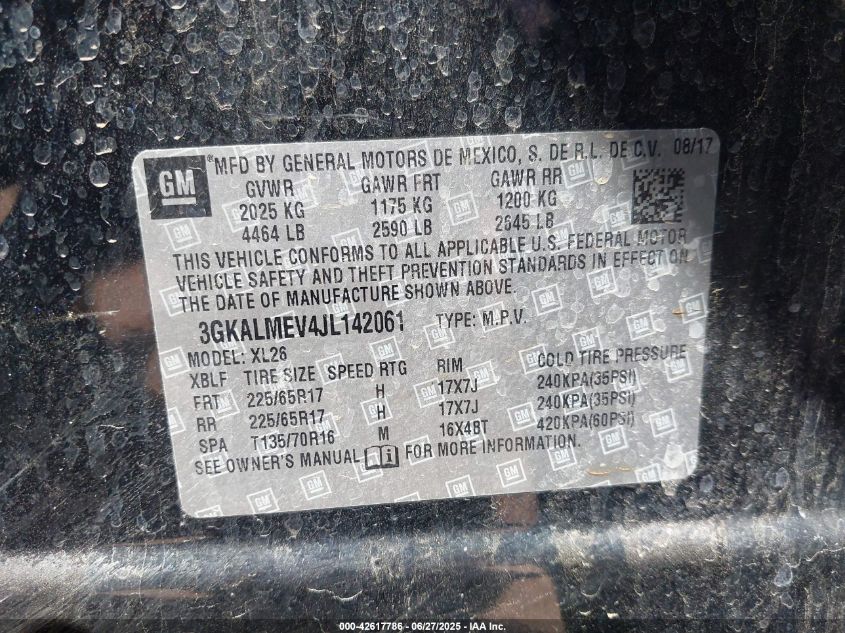 GM *MFD BY GENERAL MOTORS DE MEXICO, S. DE R.L. DE C.V. 08/17
GVWR GAWR FRT GAWR RR
2025 KG 1175 KG 1200 KG
4464 LB 2590 LB 2645 LB
THIS VEHICLE CONFORMS TO ALL APPLICABLE U.S. FEDERAL MOTOR
VEHICLE SAFETY AND THEFT PREVENTION STANDARDS IN EFFECT ON
THE DATE OF MANUFACTURE SHOWN ABOVE.
3GKALMEV4JL142061 TYPE: M.P.V.
MODEL: XL26
XBLF TIRE SIZE SPEED RTG RIM COLD TIRE PRESSURE
FRT 225/65R17 H 17X7J 240KPA(35PSI)
RR 225/65R17 H 17X7J 240KPA(35PSI)
SPA T135/70R16 M 16X4BT 420KPA(60PSI)
SEE OWNER'S MANUAL FOR MORE INFORMATION.
000-42617786 - 06/27/2025 - IAA Inc.